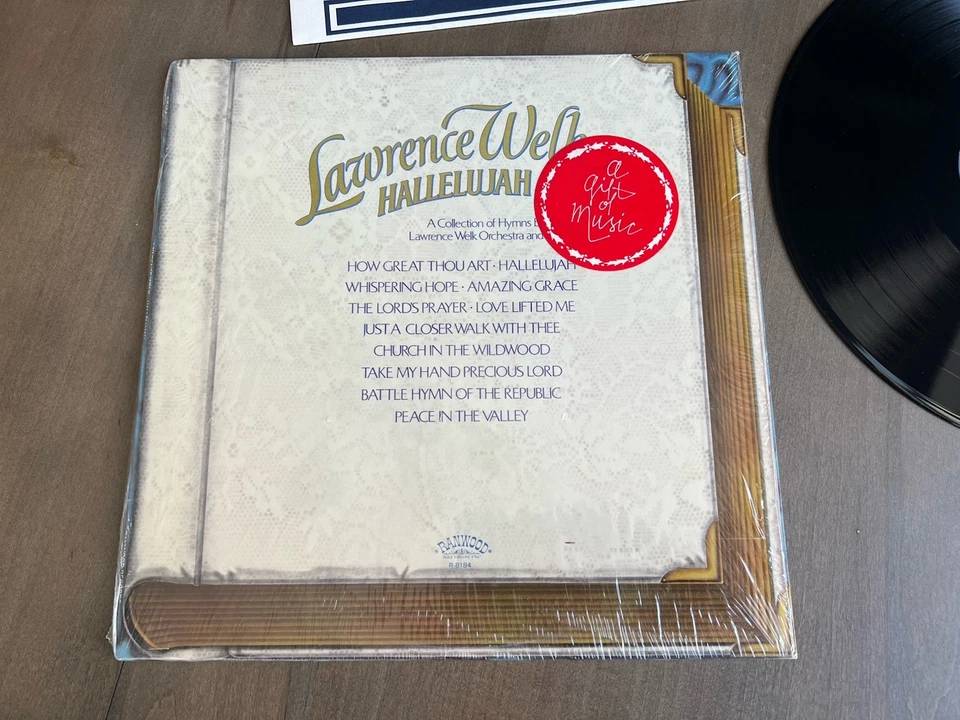 Lawrence Welk
HALLELUJAH
a
gift
of
Music
A Collection of Hymns
Lawrence Welk Orchestra and
HOW GREAT THOU ART · HALLELUJAH
WHISPERING HOPE · AMAZING GRACE
THE LORD'S PRAYER · LOVE LIFTED ME
JUST A CLOSER WALK WITH THEE
CHURCH IN THE WILDWOOD
TAKE MY HAND PRECIOUS LORD
BATTLE HYMN OF THE REPUBLIC
PEACE IN THE VALLEY
RANWOOD
R-8184